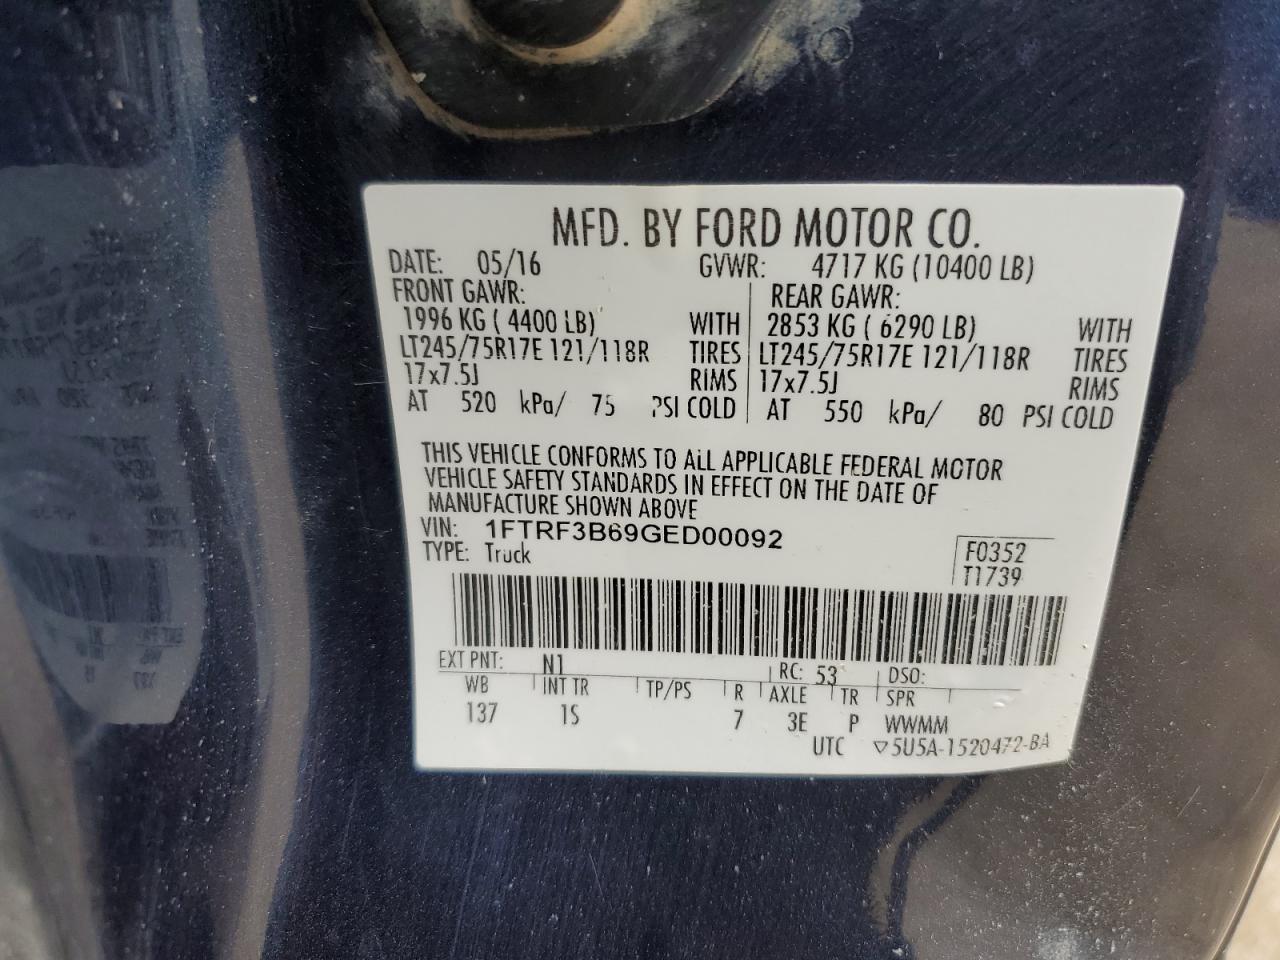 MFD. BY FORD MOTOR CO.
DATE: 05/16 GVWR: 4717 KG (10400 LB)
FRONT GAWR: REAR GAWR:
1996 KG ( 4400 LB) WITH 2853 KG ( 6290 LB) WITH
LT245/75R17E 121/118R TIRES LT245/75R17E 121/118R TIRES
17x7.5J RIMS 17x7.5J RIMS
AT 520 kPa/ 75 PSI COLD AT 550 kPa/ 80 PSI COLD
THIS VEHICLE CONFORMS TO ALL APPLICABLE FEDERAL MOTOR
VEHICLE SAFETY STANDARDS IN EFFECT ON THE DATE OF
MANUFACTURE SHOWN ABOVE
VIN: 1FTRF3B69GED00092
TYPE: Truck
F0352
T1739
EXT PNT: N1 RC: 53 DSO:
WB INT TR TP/PS R AXLE TR SPR
137 1S 7 3E P WWMM
UTC ▽5U5A-1520472-BA